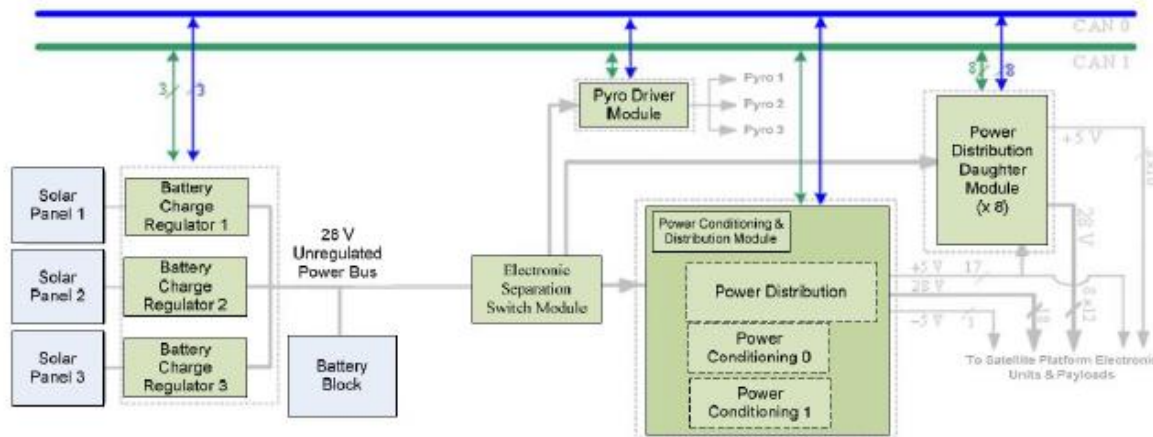 CAN 0
CAN 1
3
3
8
8
Pyro Driver
Module
Pyro 1
Pyro 2
Pyro 3
Power
Distribution
Daughter
Module
(x 8)
+5 V
28 V
Solar
Panel 1
Battery
Charge
Regulator 1
Solar
Panel 2
Battery
Charge
Regulator 2
Solar
Panel 3
Battery
Charge
Regulator 3
28 V
Unregulated
Power Bus
Battery
Block
Electronic
Separation
Switch Module
Power Conditioning &
Distribution Module
Power Distribution
Power
Conditioning 0
Power
Conditioning 1
+5 V 17
28 V
-5 V 1
8x12
To Satellite Platform Electronic
Units & Payloads